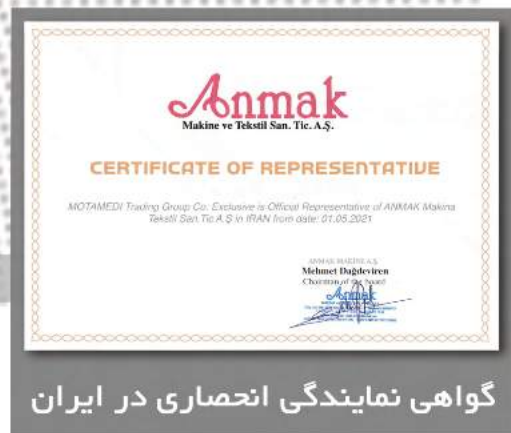 Anmak
Makine ve Tekstil San. Tic. A.Ş.
CERTIFICATE OF REPRESENTATIVE
MOTAMEDI Trading Group Co: Exclusive is Official Representative of ANMAK Makina
Tekstil San.Tic.A.Ş in IRAN from date: 01.05.2021
ANMAK MAKINE A.Ş.
Mehmet Dağdeviren
Chairman of the board
Anmak
گواهی نمایندگی انحصاری در ایران